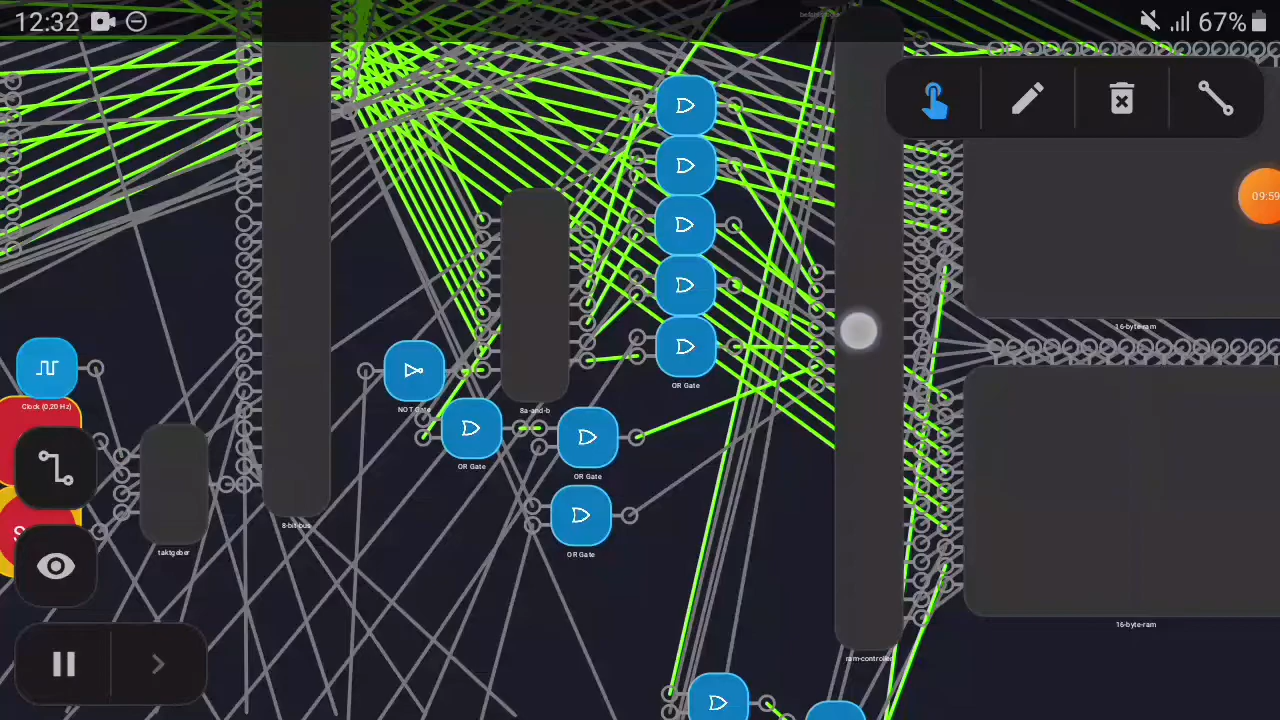 12:32
67%
09:59
16-byte-ram
OR Gate
Clock (0,20 Hz)
NOT Gate
8a-and-b
OR Gate
OR Gate
8-bit-bus
taktgeber
OR Gate
16-byte-ram
ram-controller